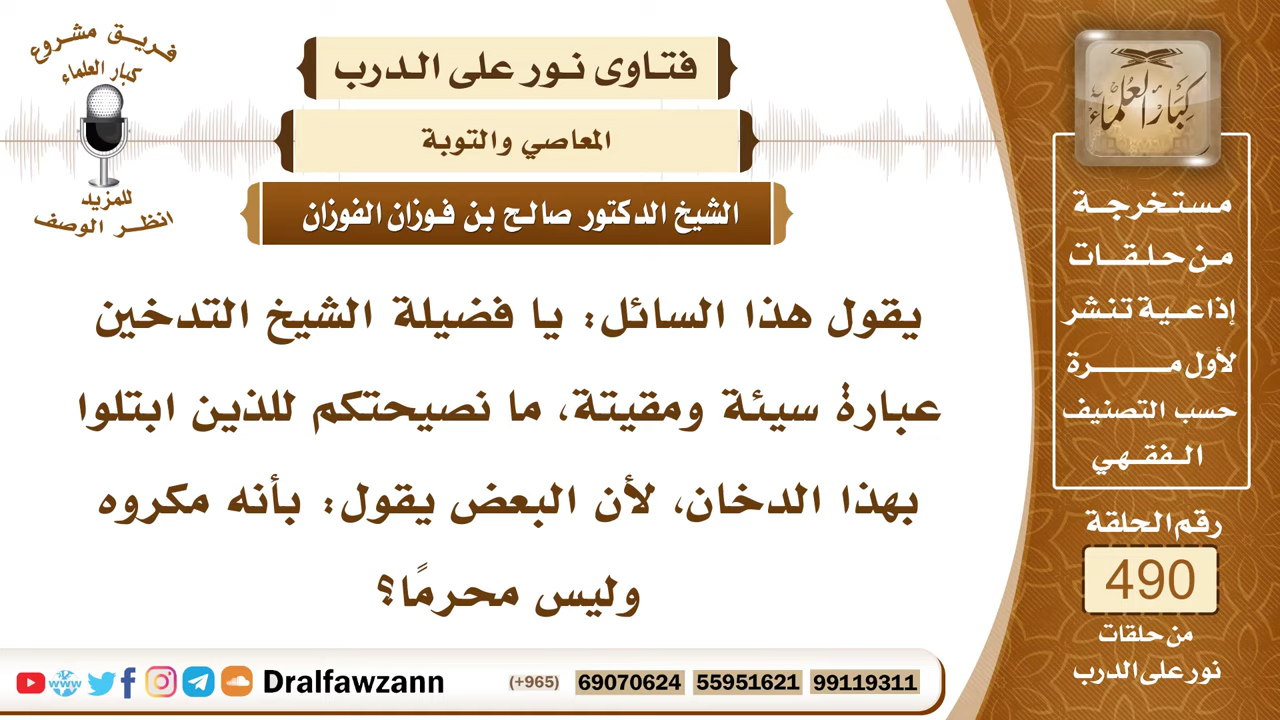 فريق مشروع
كبار العلماء
للمزيد
انظر الوصف
فتاوى نور على الدرب
المعاصي والتوبة
الشيخ الدكتور صالح بن فوزان الفوزان
يقول هذا السائل: يا فضيلة الشيخ التدخين
عبارةٌ سيئة ومقيتة، ما نصيحتكم للذين ابتلوا
بهذا الدخان، لأن البعض يقول: بأنه مكروه
وليس محرمًا؟
كبار العلماء
مستخرجة
من حلقات
إذاعية تنشر
لأول مرة
حسب التصنيف
الفقهي
رقم الحلقة
490
من حلقات
نور على الدرب
www
Dralfawzann (+965) 69070624 55951621 99119311